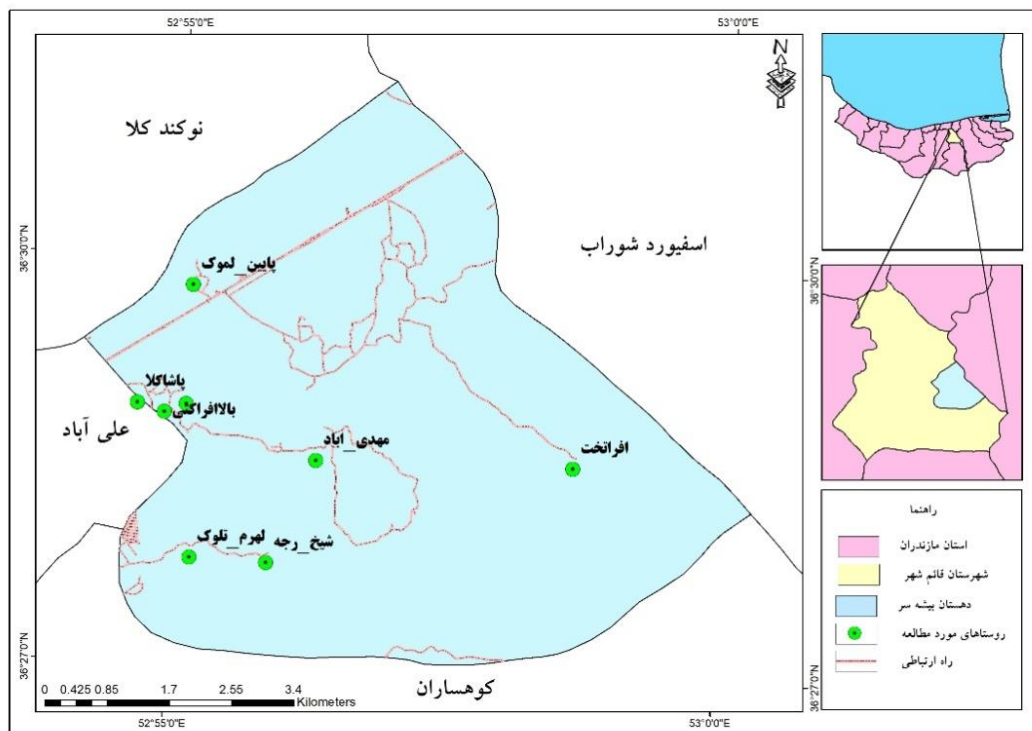 52°55'0"E
53°0'0"E
N
نوکند کلا
اسفیورد شوراب
36°30'0"N
36°30'0"N
پایین_لموک
پاشاکلا
بالاافراکتی
علی آباد
مهدی_اباد
افراتخت
لهرم_تلوک
شیخ_رجه
36°27'0"N
36°27'0"N
کوهساران
0 0.425 0.85 1.7 2.55 3.4
Kilometers
52°55'0"E
53°0'0"E
راهنما
استان مازندران
شهرستان قائم شهر
دهستان بیشه سر
روستاهای مورد مطالعه
راه ارتباطی